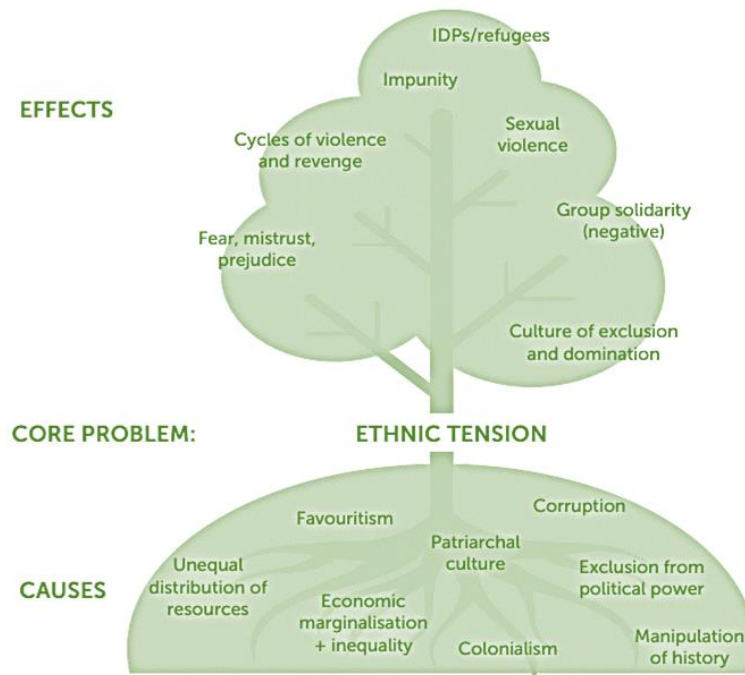 IDPs/refugees
Impunity
EFFECTS
Sexual
violence
Cycles of violence
and revenge
Group solidarity
(negative)
Fear, mistrust,
prejudice
Culture of exclusion
and domination
CORE PROBLEM:
ETHNIC TENSION
Corruption
Favouritism
Patriarchal
culture
Unequal
distribution of
resources
Exclusion from
political power
CAUSES
Economic
marginalisation
+ inequality
Colonialism
Manipulation
of history